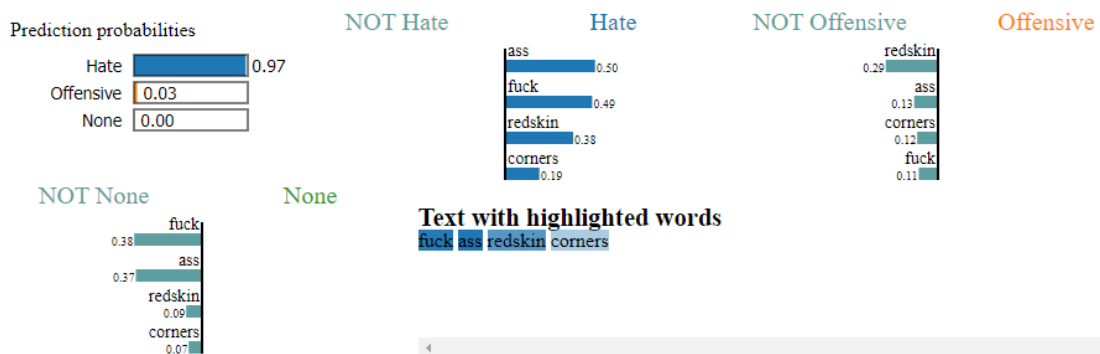 Prediction probabilities
Hate 0.97
Offensive 0.03
None 0.00
NOT Hate Hate
ass
0.50
fuck
0.49
redskin
0.38
corners
0.19
NOT Offensive Offensive
redskin
0.29
ass
0.13
corners
0.12
fuck
0.11
NOT None None
fuck
0.38
ass
0.37
redskin
0.09
corners
0.07
Text with highlighted words
fuck ass redskin corners